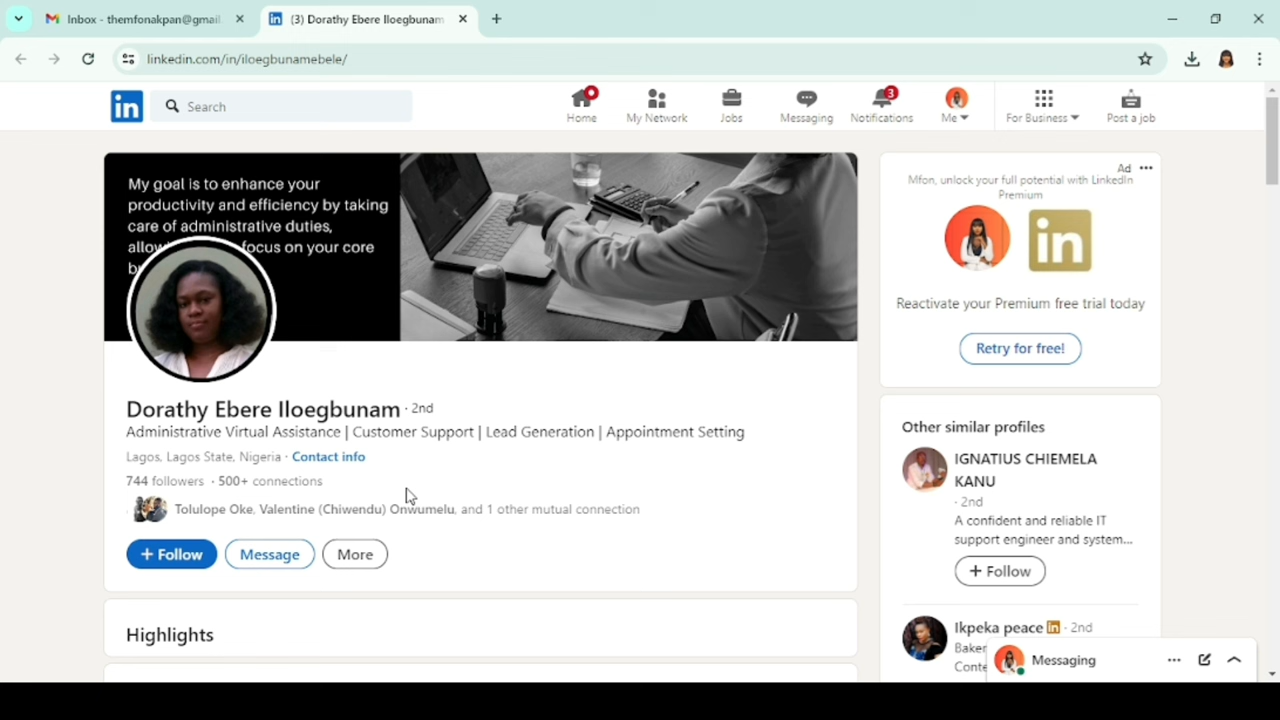 Inbox - themfonakpan@gmail.
(3) Dorathy Ebere Iloegbunam
linkedin.com/in/iloegbunamebele/
in
Search
Home
My Network
Jobs
Messaging
3
Notifications
Me
For Business
Post a job
My goal is to enhance your
productivity and efficiency by taking
care of administrative duties,
focus on your core
Ad
Mfon, unlock your full potential with LinkedIn
Premium
in
Reactivate your Premium free trial today
Retry for free!
Dorathy Ebere Iloegbunam · 2nd
Administrative Virtual Assistance | Customer Support | Lead Generation | Appointment Setting
Lagos, Lagos State, Nigeria · Contact info
744 followers · 500+ connections
Tolulope Oke, Valentine (Chiwendu) Onwumelu, and 1 other mutual connection
+ Follow
Message
More
Highlights
Other similar profiles
IGNATIUS CHIEMELA
KANU
· 2nd
A confident and reliable IT
support engineer and system...
+ Follow
Ikpeka peace in · 2nd
Messaging